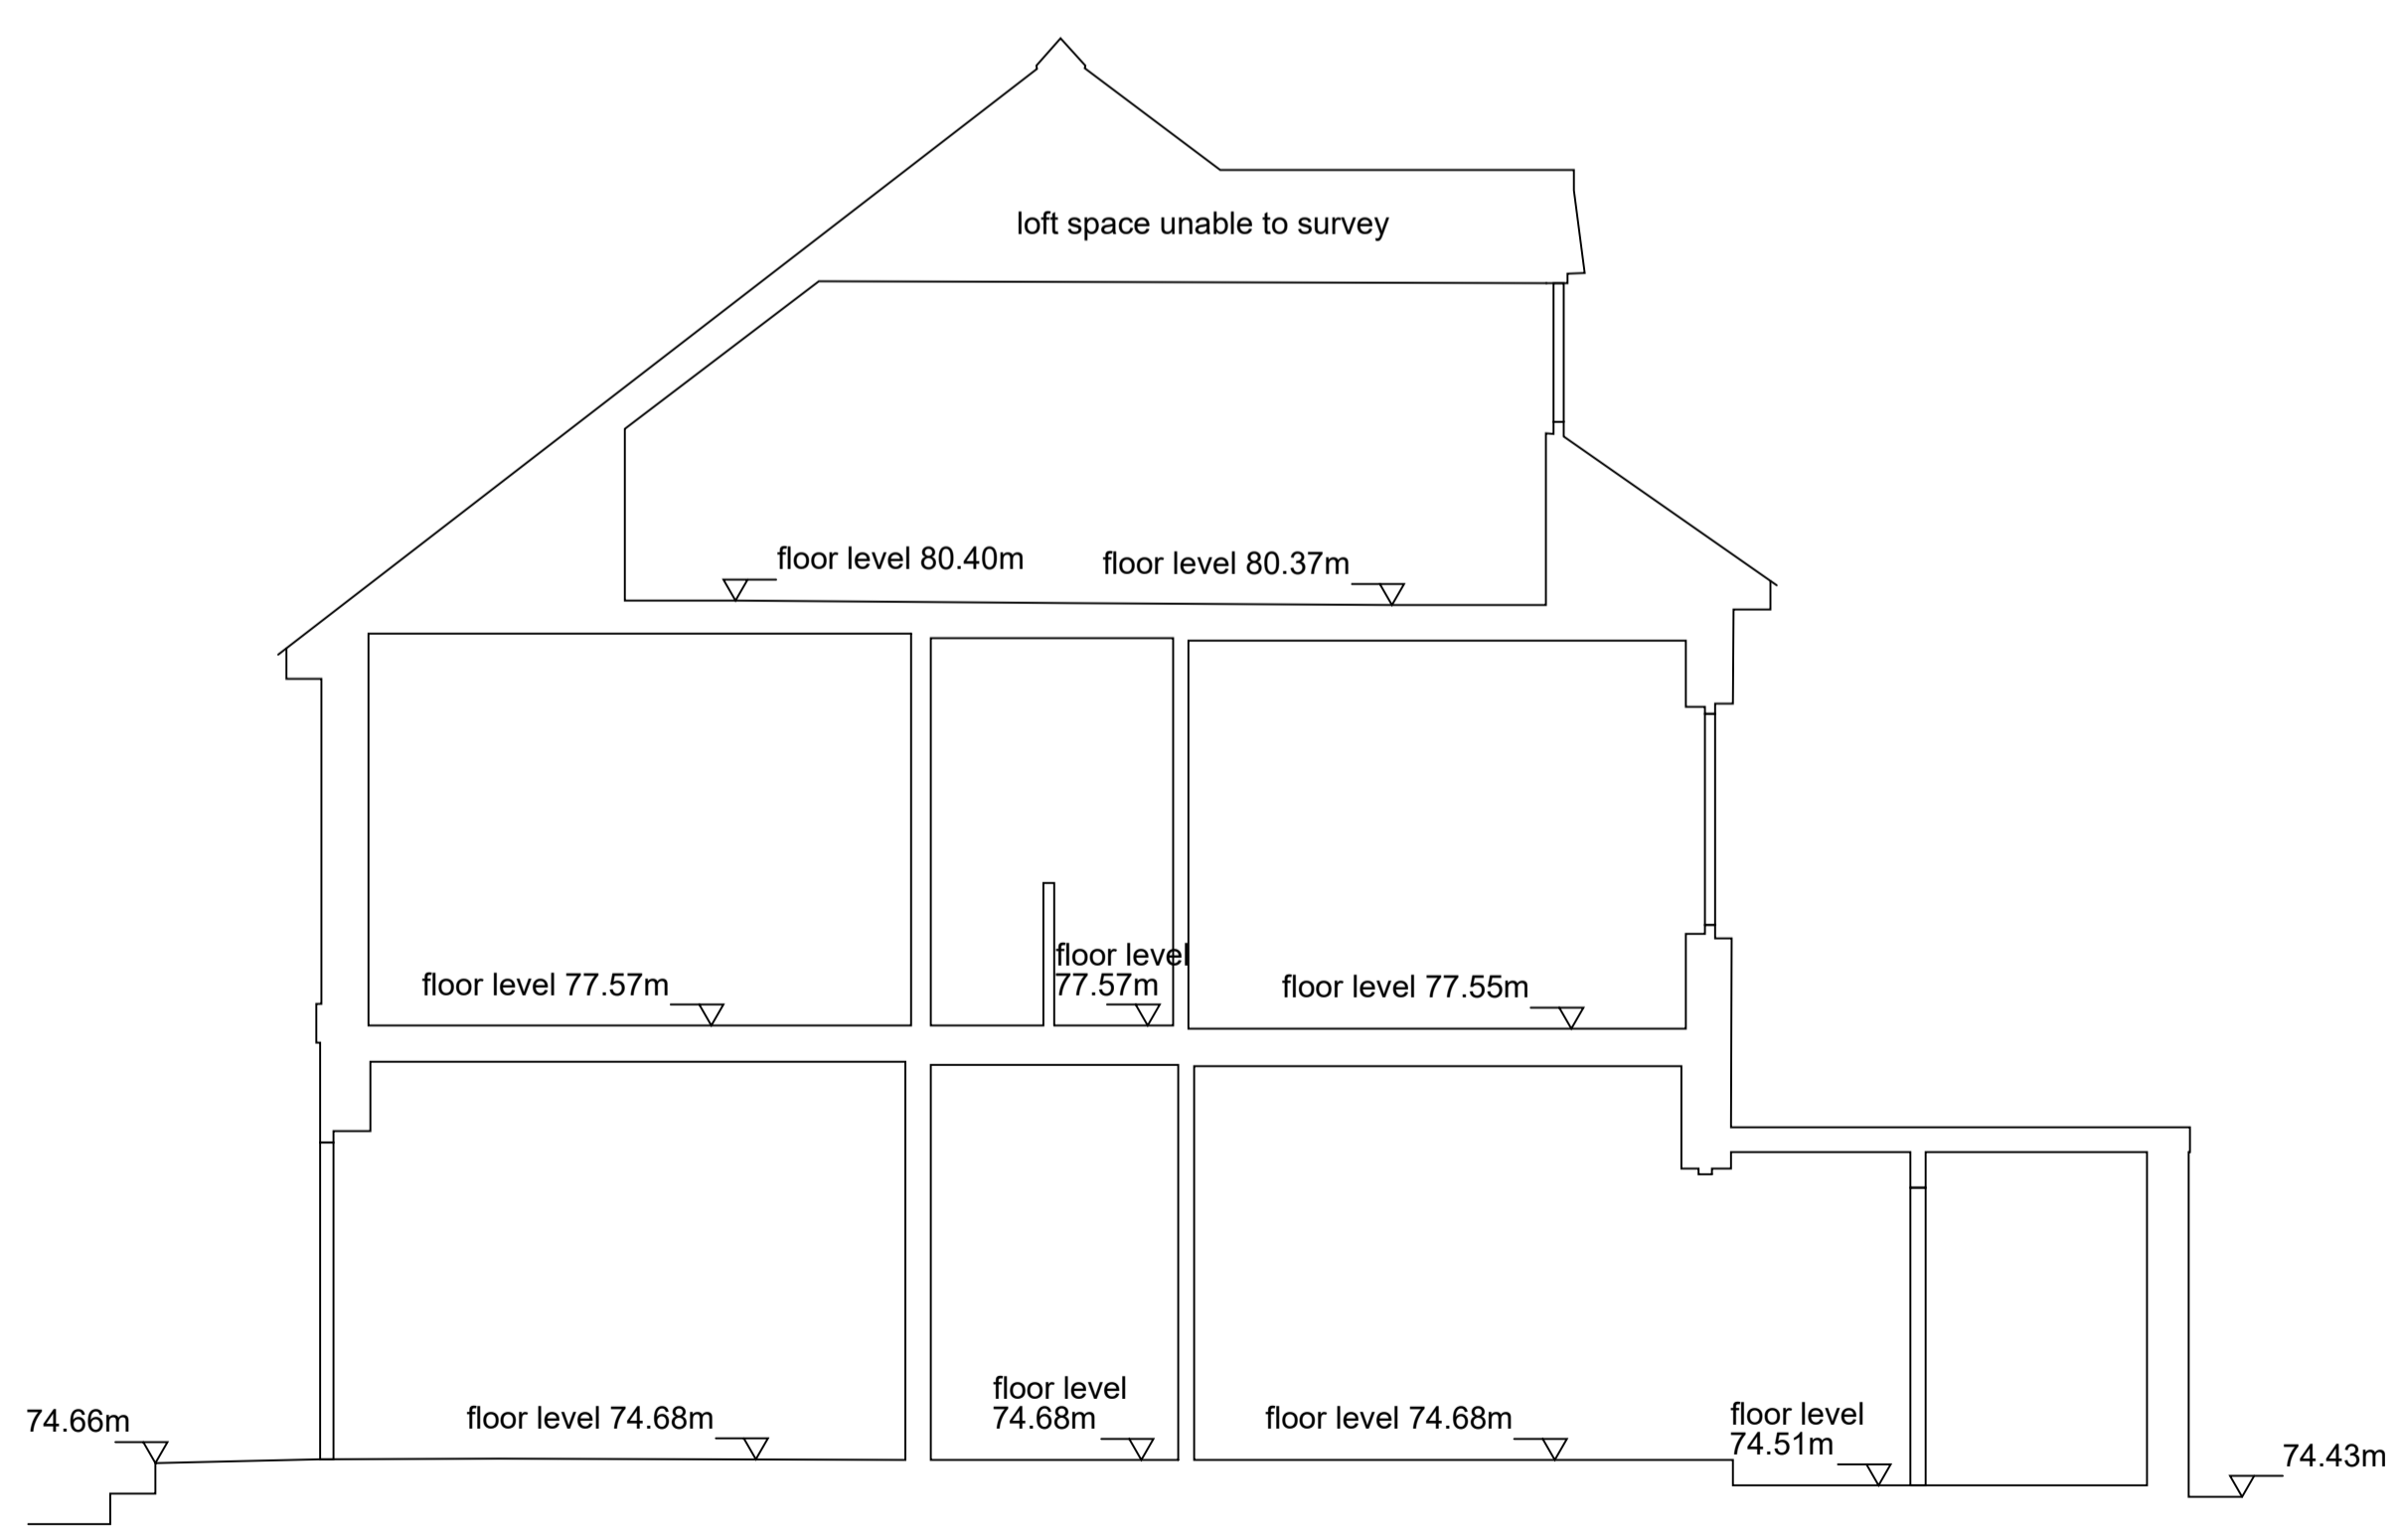 loft space unable to survey
floor level 80.40m
floor level 80.37m
floor level 77.57m
floor level
77.57m
floor level 77.55m
74.66m
floor level 74.68m
floor level
74.68m
floor level 74.68m
floor level
74.51m
74.43m